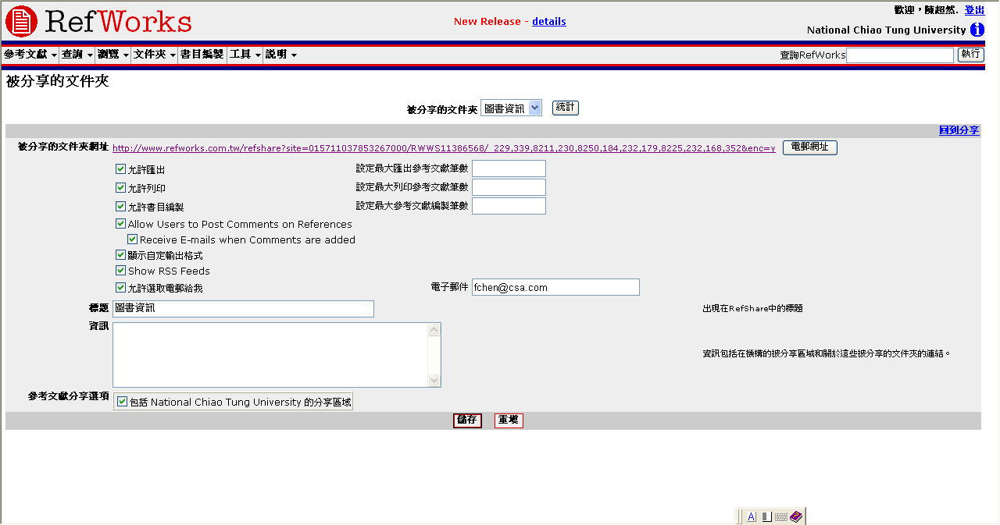 RefWorks
New Release - details
歡迎，陳超然. 登出
National Chiao Tung University
參考文獻 查詢 瀏覽 文件夾 書目編製 工具 說明
查詢RefWorks 執行
被分享的文件夾
被分享的文件夾 圖書資訊 統計
回到分享
被分享的文件夾網址 http://www.refworks.com.tw/refshare?site=015711037853267000/RWWS11386568/_229,339,8211,230,8250,184,232,179,8225,232,168,352&enc=y 電郵網址
允許匯出 設定最大匯出參考文獻筆數
允許列印 設定最大列印參考文獻筆數
允許書目編製 設定最大參考文獻編製筆數
Allow Users to Post Comments on References
Receive E-mails when Comments are added
顯示自定輸出格式
Show RSS Feeds
允許選取電郵給我 電子郵件 fchen@csa.com
標題 圖書資訊 出現在RefShare中的標題
資訊
資訊包括在機構的被分享區域和關於這些被分享的文件夾的連結。
參考文獻分享選項 包括 National Chiao Tung University 的分享區域
儲存 重填
A